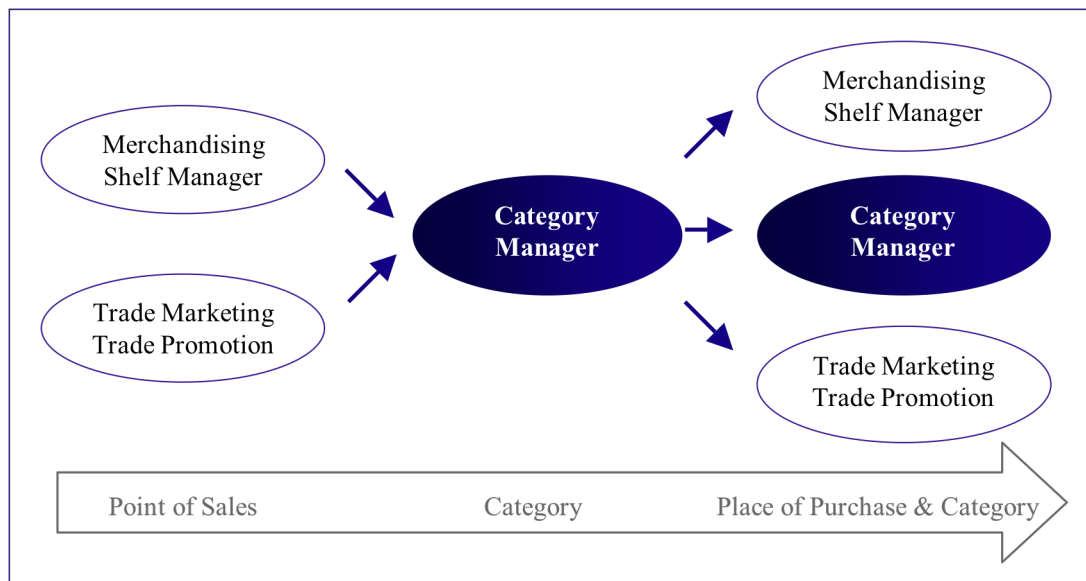 Merchandising
Shelf Manager
Trade Marketing
Trade Promotion
Category
Manager
Merchandising
Shelf Manager
Category
Manager
Trade Marketing
Trade Promotion
Point of Sales
Category
Place of Purchase & Category